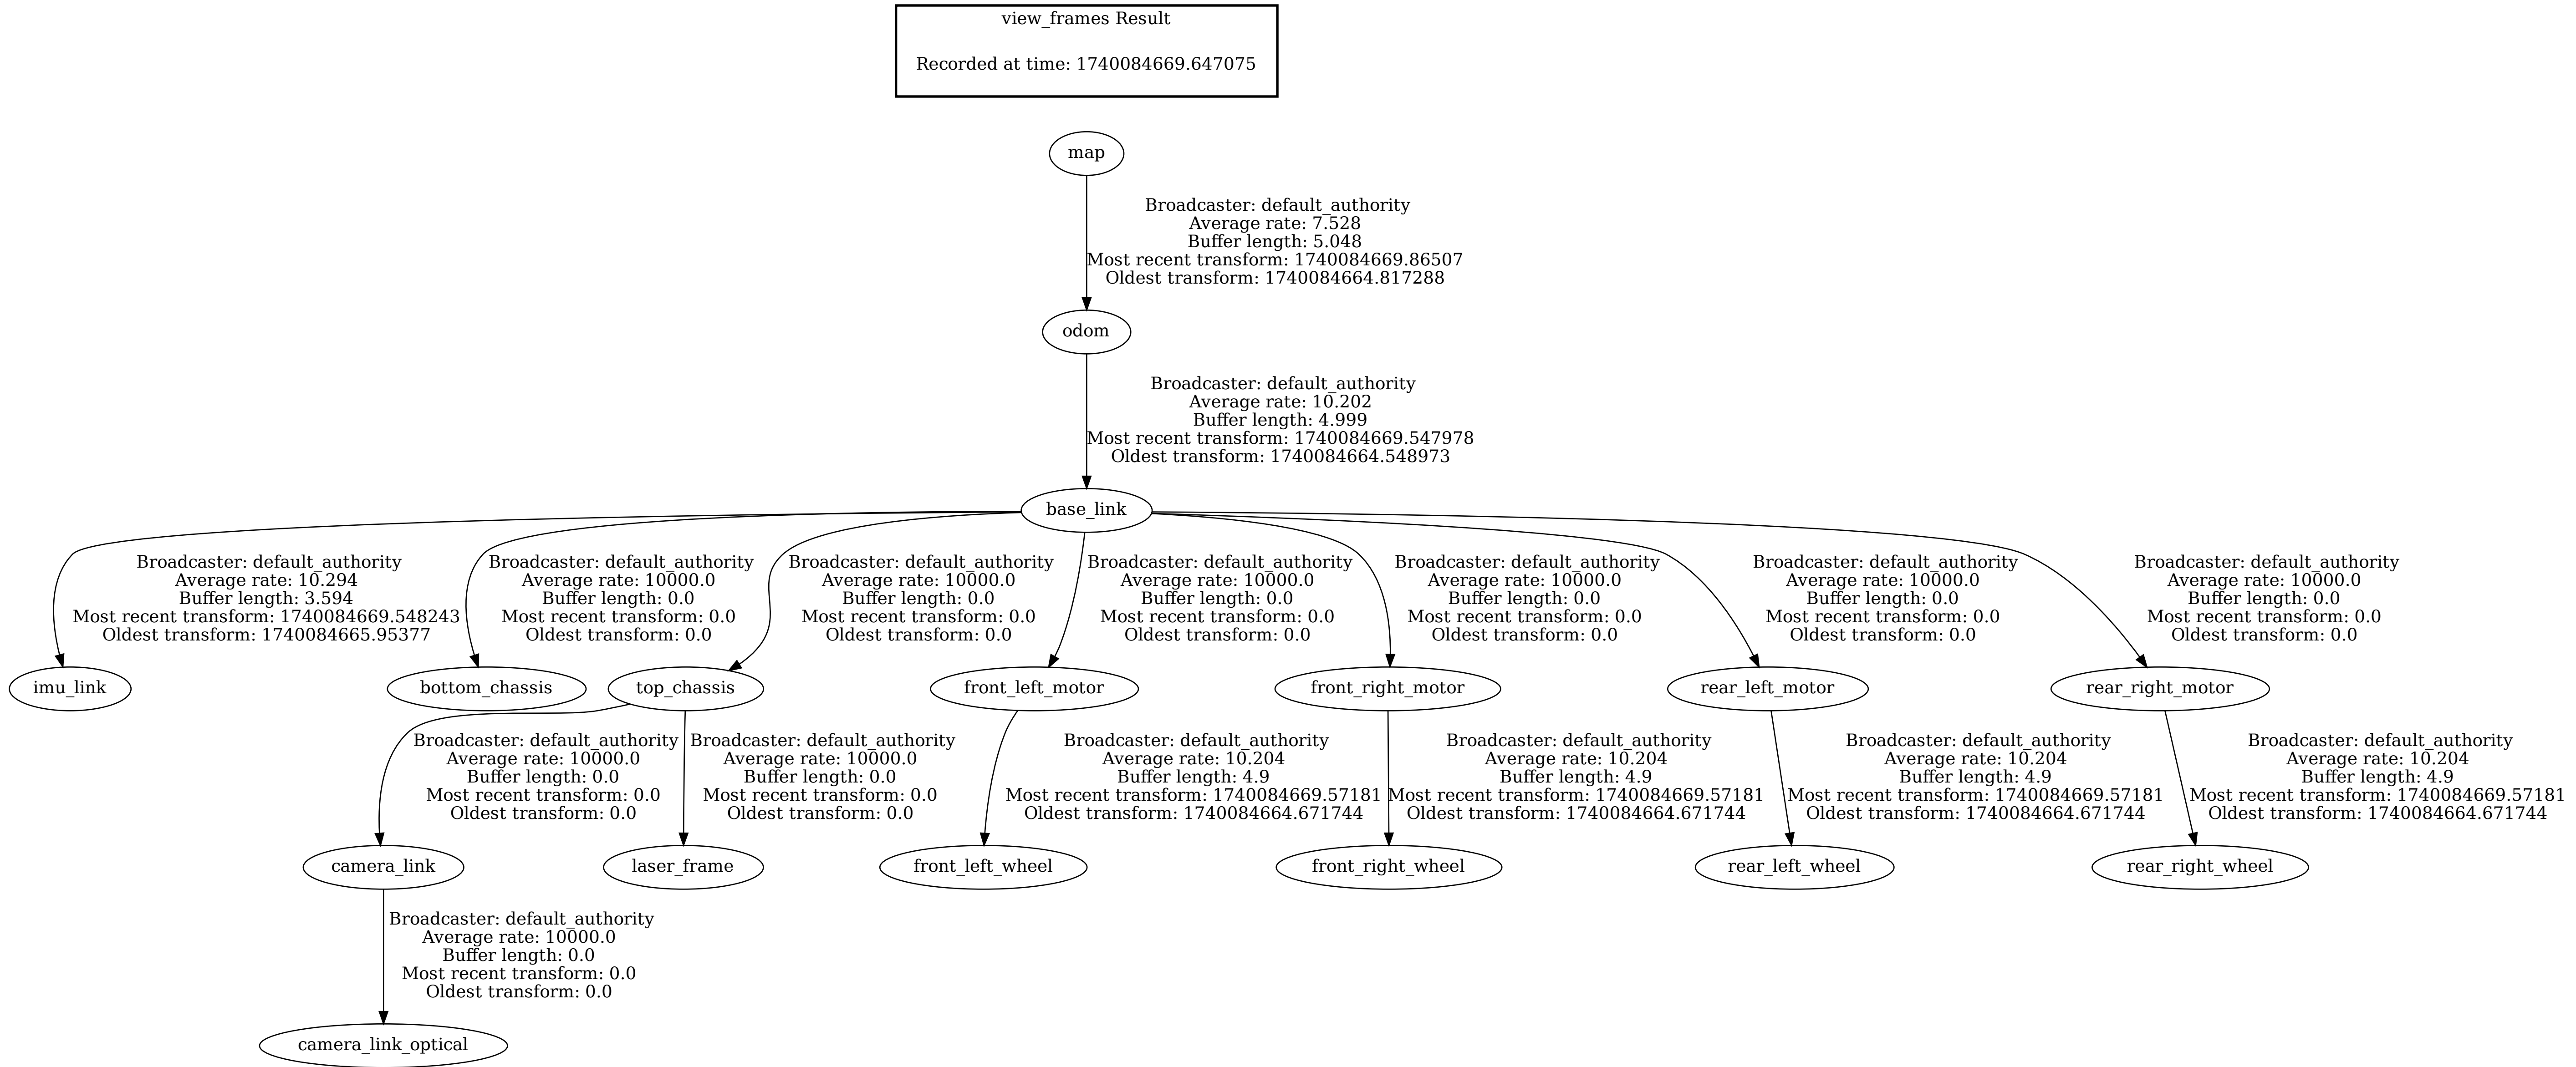 view_frames Result
Recorded at time: 1740084669.647075
map
Broadcaster: default_authority
Average rate: 7.528
Buffer length: 5.048
Most recent transform: 1740084669.86507
Oldest transform: 1740084664.817288
odom
Broadcaster: default_authority
Average rate: 10.202
Buffer length: 4.999
Most recent transform: 1740084669.547978
Oldest transform: 1740084664.548973
base_link
Broadcaster: default_authority
Average rate: 10.294
Buffer length: 3.594
Most recent transform: 1740084669.548243
Oldest transform: 1740084665.95377
Broadcaster: default_authority
Average rate: 10000.0
Buffer length: 0.0
Most recent transform: 0.0
Oldest transform: 0.0
Broadcaster: default_authority
Average rate: 10000.0
Buffer length: 0.0
Most recent transform: 0.0
Oldest transform: 0.0
Broadcaster: default_authority
Average rate: 10000.0
Buffer length: 0.0
Most recent transform: 0.0
Oldest transform: 0.0
Broadcaster: default_authority
Average rate: 10000.0
Buffer length: 0.0
Most recent transform: 0.0
Oldest transform: 0.0
Broadcaster: default_authority
Average rate: 10000.0
Buffer length: 0.0
Most recent transform: 0.0
Oldest transform: 0.0
Broadcaster: default_authority
Average rate: 10000.0
Buffer length: 0.0
Most recent transform: 0.0
Oldest transform: 0.0
imu_link
bottom_chassis
top_chassis
front_left_motor
front_right_motor
rear_left_motor
rear_right_motor
Broadcaster: default_authority
Average rate: 10000.0
Buffer length: 0.0
Most recent transform: 0.0
Oldest transform: 0.0
Broadcaster: default_authority
Average rate: 10000.0
Buffer length: 0.0
Most recent transform: 0.0
Oldest transform: 0.0
Broadcaster: default_authority
Average rate: 10.204
Buffer length: 4.9
Most recent transform: 1740084669.57181
Oldest transform: 1740084664.671744
Broadcaster: default_authority
Average rate: 10.204
Buffer length: 4.9
Most recent transform: 1740084669.57181
Oldest transform: 1740084664.671744
Broadcaster: default_authority
Average rate: 10.204
Buffer length: 4.9
Most recent transform: 1740084669.57181
Oldest transform: 1740084664.671744
Broadcaster: default_authority
Average rate: 10.204
Buffer length: 4.9
Most recent transform: 1740084669.57181
Oldest transform: 1740084664.671744
camera_link
laser_frame
front_left_wheel
front_right_wheel
rear_left_wheel
rear_right_wheel
Broadcaster: default_authority
Average rate: 10000.0
Buffer length: 0.0
Most recent transform: 0.0
Oldest transform: 0.0
camera_link_optical